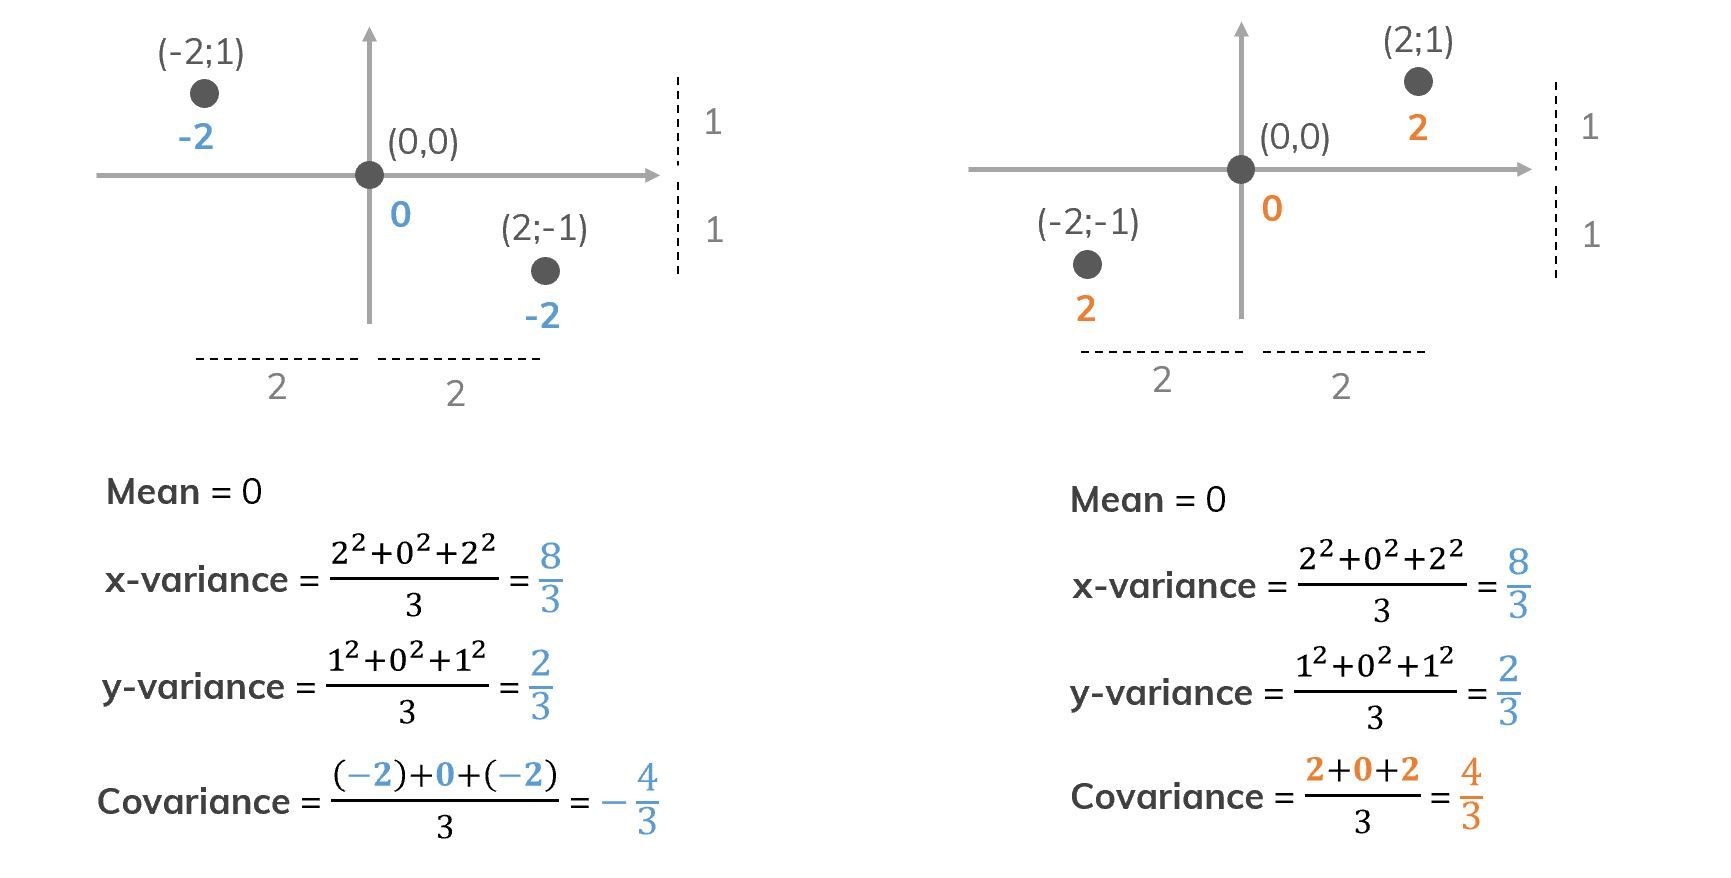 (-2;1)
-2
(0,0)
0
(2;-1)
-2
1
1
2
2
Mean = 0
x-variance = 2²+0²+2² / 3 = 8/3
y-variance = 1²+0²+1² / 3 = 2/3
Covariance = (−2)+0+(−2) / 3 = − 4/3
(2;1)
2
(0,0)
0
(-2;-1)
2
1
1
2
2
Mean = 0
x-variance = 2²+0²+2² / 3 = 8/3
y-variance = 1²+0²+1² / 3 = 2/3
Covariance = 2+0+2 / 3 = 4/3